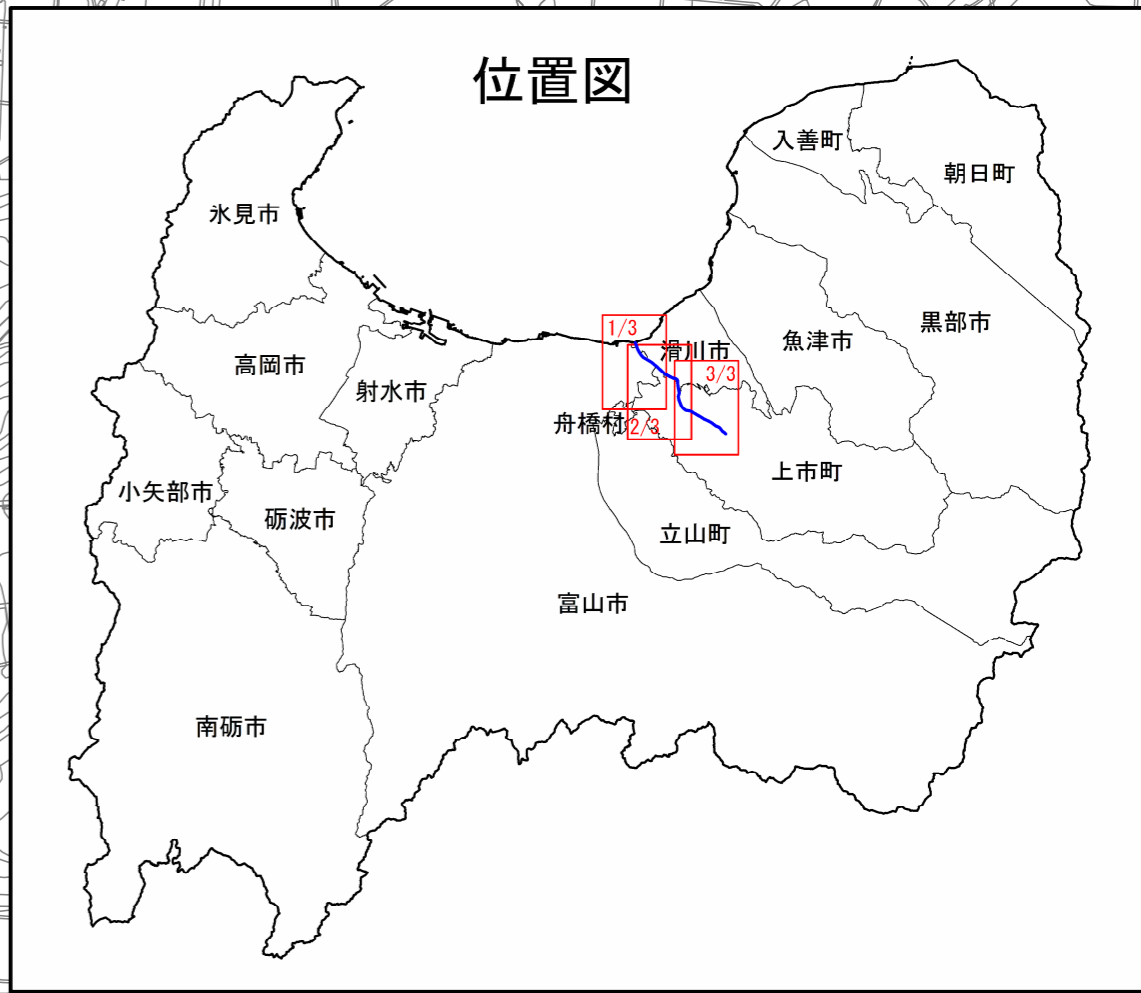 位置図
入善町
朝日町
氷見市
黒部市
1/3
魚津市
滑川市
高岡市
3/3
射水市
舟橋村
2/3
上市町
小矢部市
砺波市
立山町
富山市
南砺市